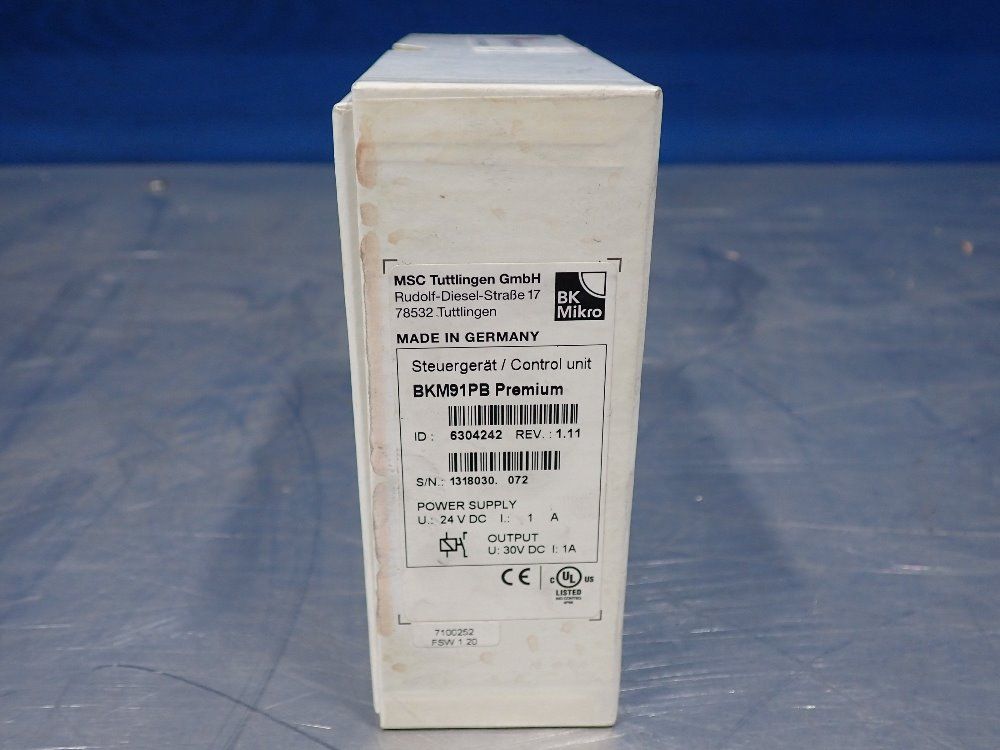 MSC Tuttlingen GmbH
Rudolf-Diesel-Straße 17
78532 Tuttlingen
BK
Mikro
MADE IN GERMANY
Steuergerät / Control unit
BKM91PB Premium
ID : 6304242 REV. : 1.11
S/N.: 1318030. 072
POWER SUPPLY
U.: 24 V DC I.: 1 A
OUTPUT
U: 30V DC I: 1A
CE
C UL US
LISTED
7100252
FSW 1 20